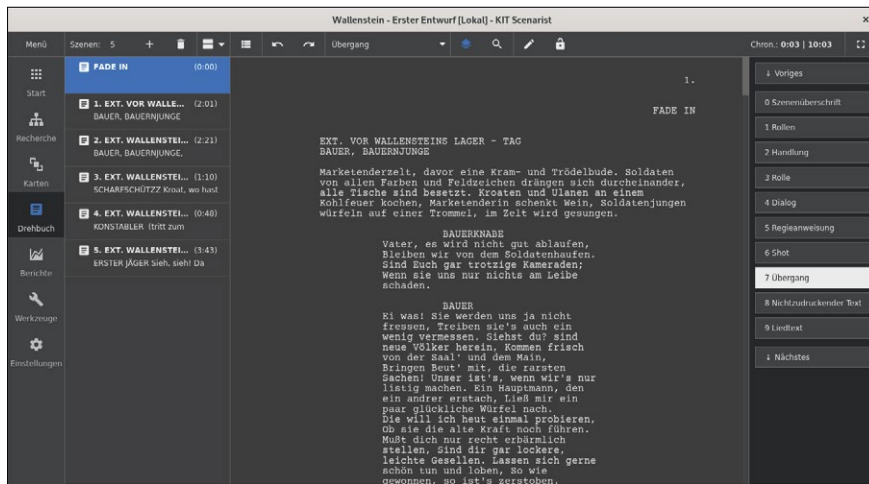 Wallenstein - Erster Entwurf [Lokal] - KIT Scenarist
Menü
Szenen: 5
Übergang
Chron.: 0:03 | 10:03
Start
Recherche
Karten
Drehbuch
Berichte
Werkzeuge
Einstellungen
FADE IN (0:00)
1. EXT. VOR WALLE... (2:01)
BAUER, BAUERNJUNGE
2. EXT. WALLENSTEI... (2:21)
BAUER, BAUERNJUNGE,
3. EXT. WALLENSTEI... (1:10)
SCHARFSCHÜTZZ Kroat, wo hast
4. EXT. WALLENSTEI... (0:48)
KONSTABLER (tritt zum
5. EXT. WALLENSTEI... (3:43)
ERSTER JÄGER Sieh, sieh! Da
1.
FADE IN
EXT. VOR WALLENSTEINS LAGER - TAG
BAUER, BAUERNJUNGE
Marketenderzelt, davor eine Kram- und Trödelbude. Soldaten
von allen Farben und Feldzeichen drängen sich durcheinander,
alle Tische sind besetzt. Kroaten und Ulanen an einem
Kohlfeuer kochen, Marketenderin schenkt Wein, Soldatenjungen
würfeln auf einer Trommel, im Zelt wird gesungen.
BAUERKNABE
Vater, es wird nicht gut ablaufen,
Bleiben wir von dem Soldatenhaufen.
Sind Euch gar trotzige Kameraden;
Wenn sie uns nur nichts am Leibe
schaden.
BAUER
Ei was! Sie werden uns ja nicht
fressen, Treiben sie's auch ein
wenig vermessen. Siehst du? sind
neue Völker herein, Kommen frisch
von der Saal' und dem Main,
Bringen Beut' mit, die rarsten
Sachen! Unser ist's, wenn wir's nur
listig machen. Ein Hauptmann, den
ein andrer erstach, Ließ mir ein
paar glückliche Würfel nach.
Die will ich heut einmal probieren,
Ob sie die alte Kraft noch führen.
Mußt dich nur recht erbärmlich
stellen, Sind dir gar lockere,
leichte Gesellen. Lassen sich gerne
schön tun und loben, So wie
gewonnen, so ist's zerstoben.
↓ Voriges
0 Szenenüberschrift
1 Rollen
2 Handlung
3 Rolle
4 Dialog
5 Regieanweisung
6 Shot
7 Übergang
8 Nichtzudruckender Text
9 Liedtext
↓ Nächstes